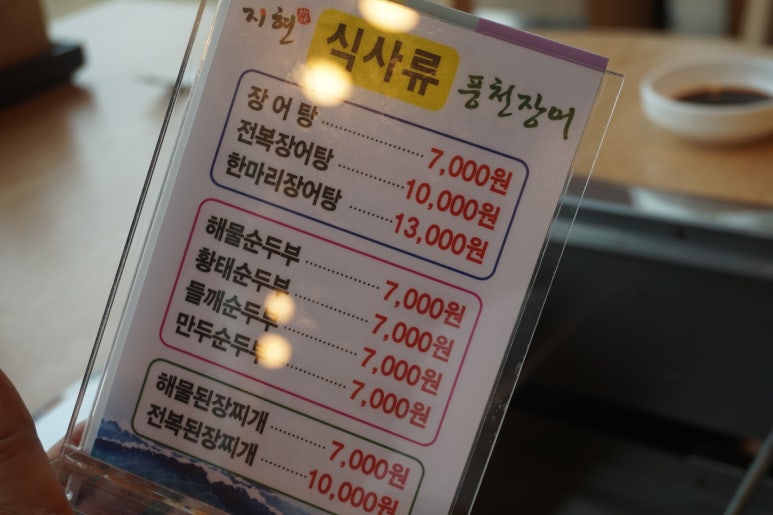 지현
식사류
풍천장어
장어탕 7,000원
전복장어탕 10,000원
한마리장어탕 13,000원
해물순두부 7,000원
황태순두부 7,000원
들깨순두부 7,000원
만두순두부 7,000원
해물된장찌개 7,000원
전복된장찌개 10,000원